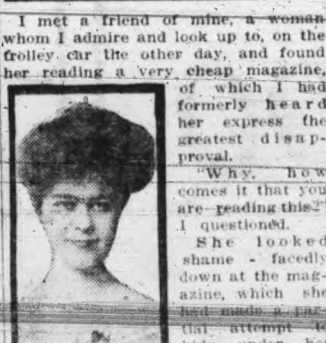 I met a friend of mine, a woman
whom I admire and look up to, on the
trolley car the other day, and found
her reading a very cheap magazine,
of which I had
formerly heard
her express the
greatest disap-
proval.
"Why, how
comes it that you
are reading this?"
I questioned.
She looked
shame - facedly
down at the mag-
azine, which she
had made a par-
tial attempt t